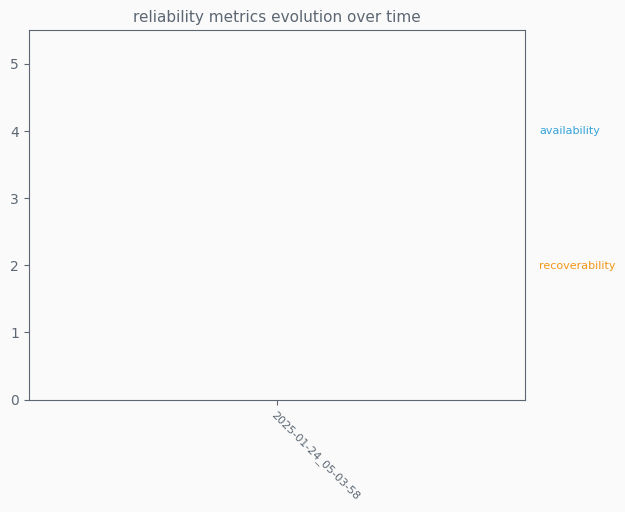 reliability metrics evolution over time
5
4
3
2
1
0
availability
recoverability
2025-01-24_05-03-58